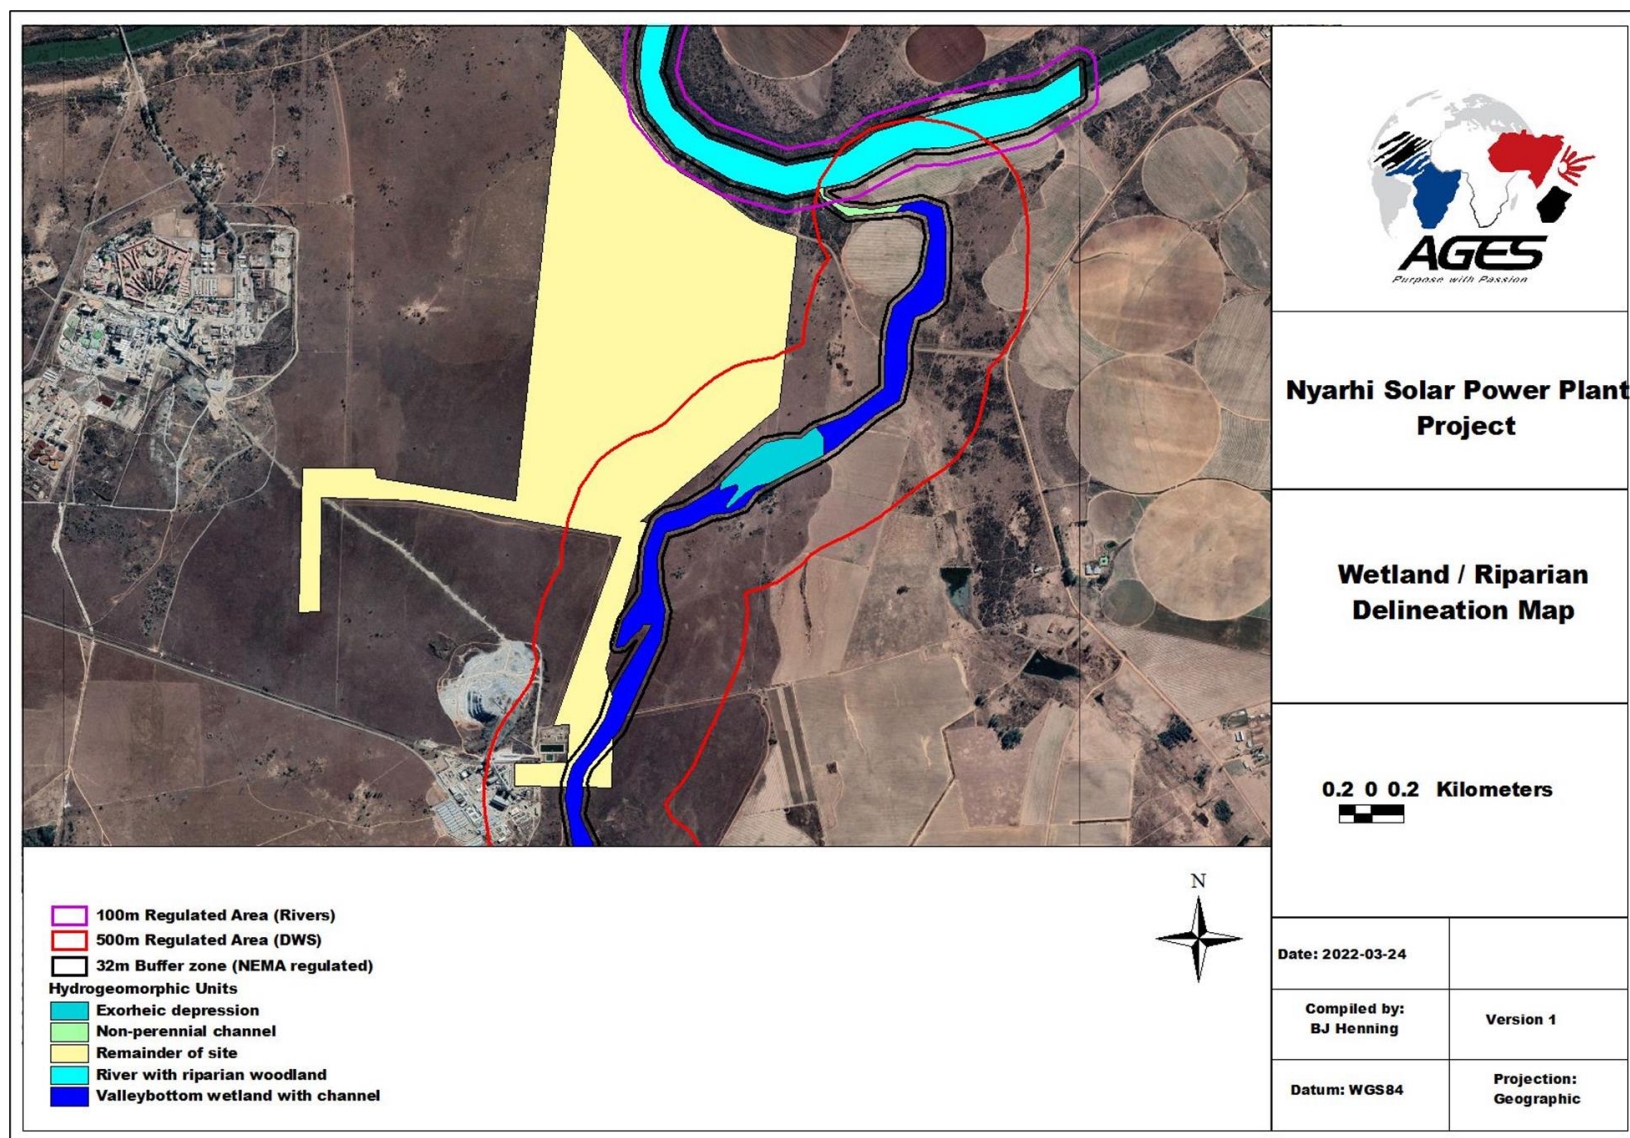 AGES
Purpose with Passion
Nyarhi Solar Power Plant
Project
Wetland / Riparian
Delineation Map
0.2 0 0.2 Kilometers
N
100m Regulated Area (Rivers)
500m Regulated Area (DWS)
32m Buffer zone (NEMA regulated)
Hydrogeomorphic Units
Exorheic depression
Non-perennial channel
Remainder of site
River with riparian woodland
Valleybottom wetland with channel
Date: 2022-03-24
Compiled by:
BJ Henning
Version 1
Datum: WGS84
Projection:
Geographic